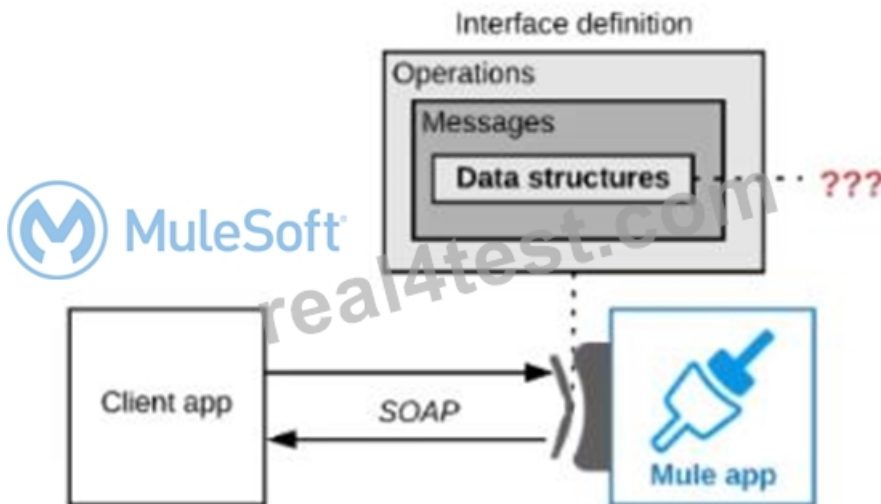 Interface definition
Operations
Messages
Data structures
???
MuleSoft
real4test.com
Client app
SOAP
Mule app